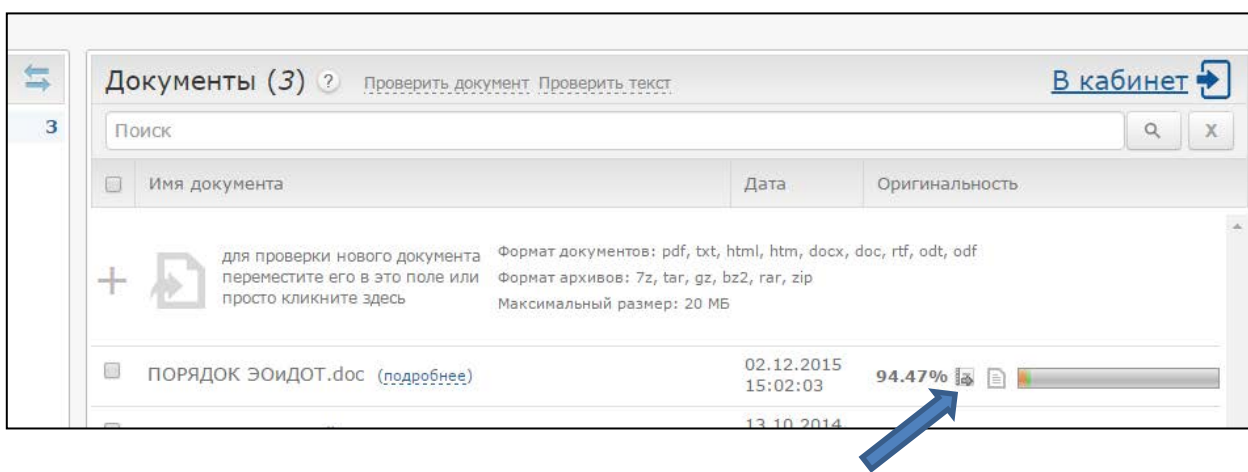 Документы (3) ? Проверить документ Проверить текст В кабинет
3 Поиск X
Имя документа Дата Оригинальность
для проверки нового документа
переместите его в это поле или
просто кликните здесь
Формат документов: pdf, txt, html, htm, docx, doc, rtf, odt, odf
Формат архивов: 7z, tar, gz, bz2, rar, zip
Максимальный размер: 20 МБ
ПОРЯДОК ЭОиДОТ.doc (подробнее) 02.12.2015
15:02:03 94.47%
13.10.2014